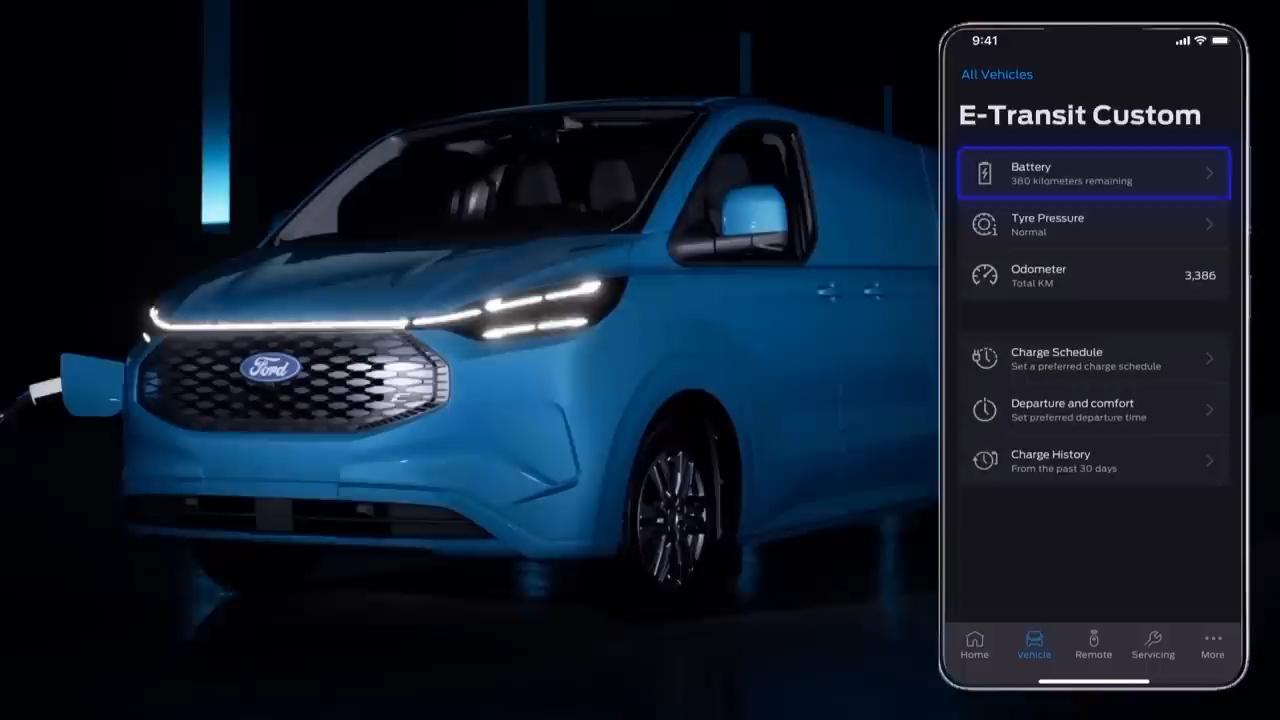 Ford
9:41
All Vehicles
E-Transit Custom
Battery
380 kilometers remaining
Tyre Pressure
Normal
Odometer
Total KM
3,386
Charge Schedule
Set a preferred charge schedule
Departure and comfort
Set preferred departure time
Charge History
From the past 30 days
Home
Vehicle
Remote
Servicing
More